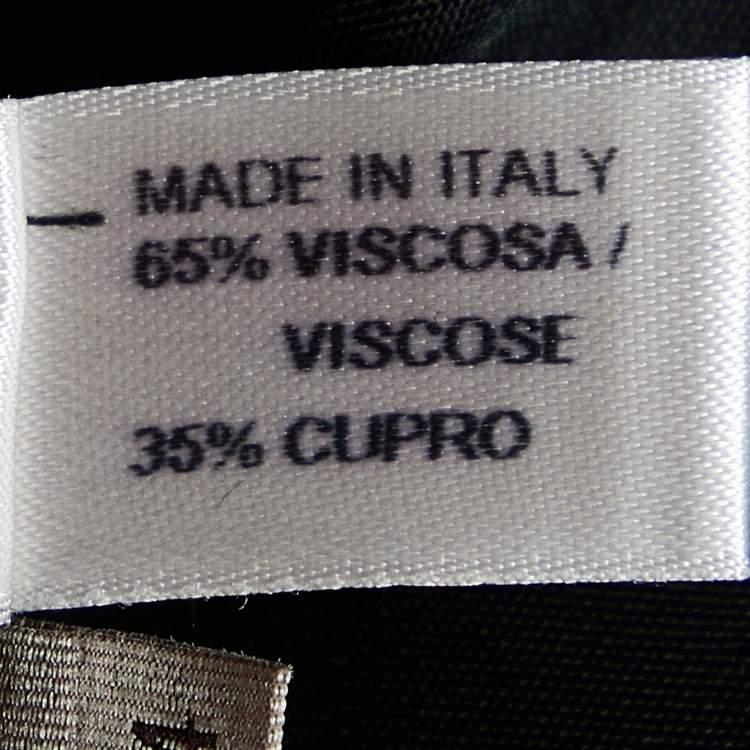 MADE IN ITALY
65% VISCOSA /
VISCOSE
35% CUPRO